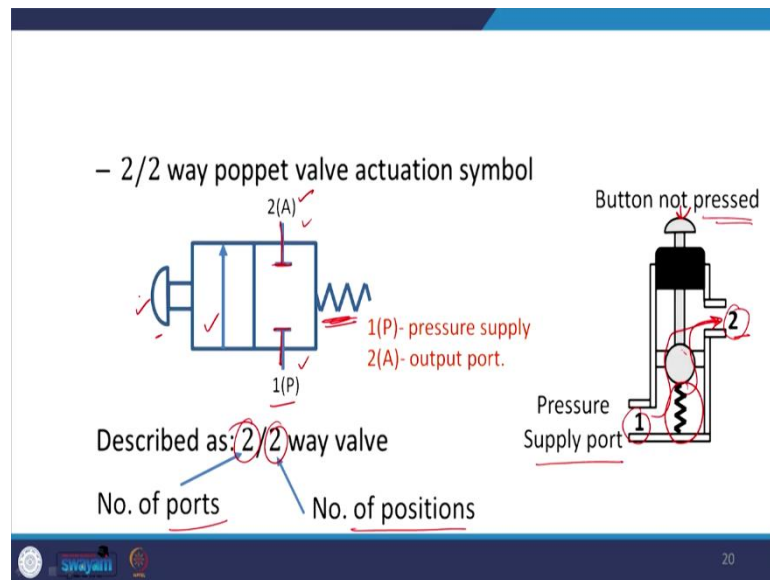 – 2/2 way poppet valve actuation symbol
2(A)
1(P)- pressure supply
2(A)- output port.
1(P)
Described as: 2/2 way valve
No. of ports
No. of positions
Button not pressed
2
1
Pressure
Supply port
swayam
20